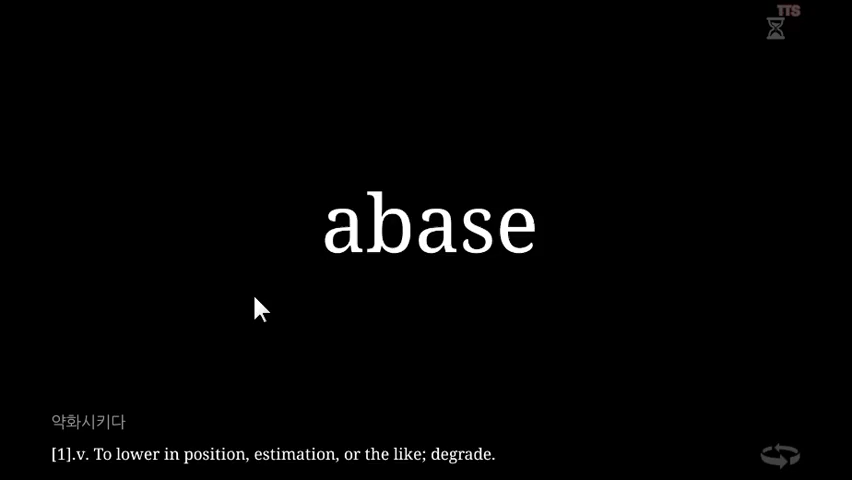 TTS
abase
약화시키다
[1].v. To lower in position, estimation, or the like; degrade.